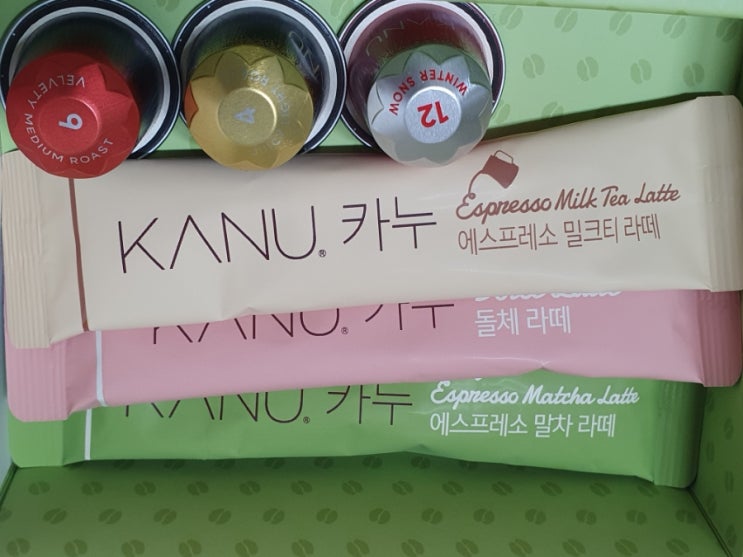 6
VELVETY MEDIUM ROAST
4
12
WINTER SNOW
KANU® 카누
Espresso Milk Tea Latte
에스프레소 밀크티 라떼
KANU® 카누
Latte
돌체 라떼
KANU® 카누
Espresso Matcha Latte
에스프레소 말차 라떼